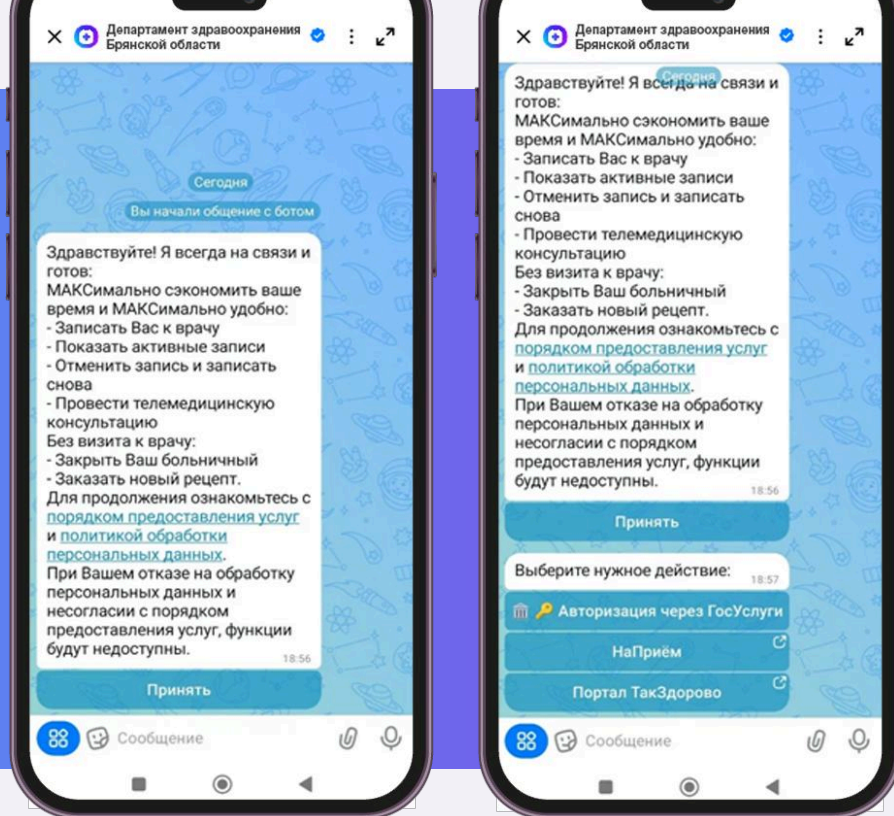 Департамент здравоохранения
Брянской области
Сегодня
Вы начали общение с ботом
Здравствуйте! Я всегда на связи и
готов:
МАКСимально сэкономить ваше
время и МАКСимально удобно:
- Записать Вас к врачу
- Показать активные записи
- Отменить запись и записать
снова
- Провести телемедицинскую
консультацию
Без визита к врачу:
- Закрыть Ваш больничный
- Заказать новый рецепт.
Для продолжения ознакомьтесь с
порядком предоставления услуг
и политикой обработки
персональных данных.
При Вашем отказе на обработку
персональных данных и
несогласии с порядком
предоставления услуг, функции
будут недоступны.
18:56
Принять
Сообщение
Департамент здравоохранения
Брянской области
Сегодня
Здравствуйте! Я всегда на связи и
готов:
МАКСимально сэкономить ваше
время и МАКСимально удобно:
- Записать Вас к врачу
- Показать активные записи
- Отменить запись и записать
снова
- Провести телемедицинскую
консультацию
Без визита к врачу:
- Закрыть Ваш больничный
- Заказать новый рецепт.
Для продолжения ознакомьтесь с
порядком предоставления услуг
и политикой обработки
персональных данных.
При Вашем отказе на обработку
персональных данных и
несогласии с порядком
предоставления услуг, функции
будут недоступны.
18:56
Принять
Выберите нужное действие:
18:57
Авторизация через ГосУслуги
НаПриём
Портал ТакЗдорово
Сообщение